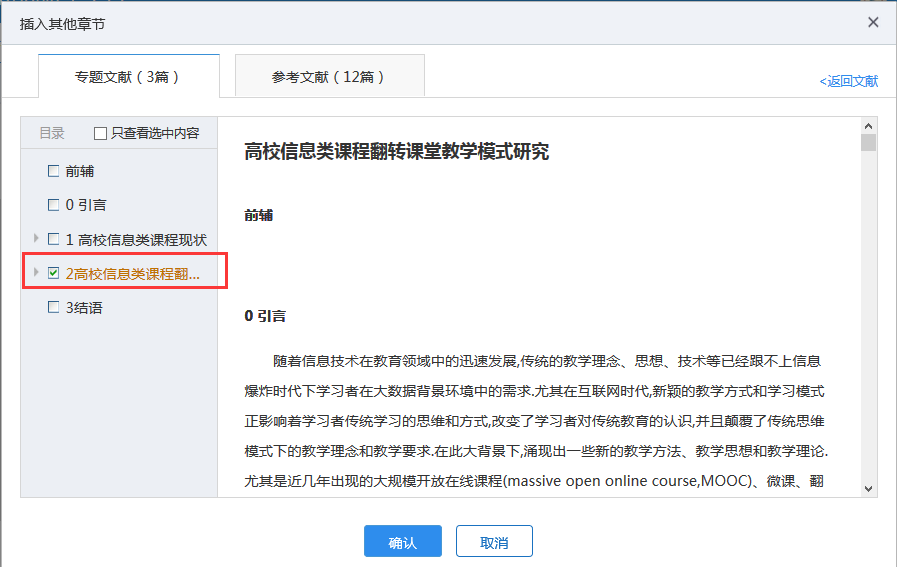 插入其他章节
专题文献（3篇）
参考文献（12篇）
<返回文献
目录
只查看选中内容
前辅
0 引言
1 高校信息类课程现状
2高校信息类课程翻...
3结语
高校信息类课程翻转课堂教学模式研究
前辅
0 引言
随着信息技术在教育领域中的迅速发展,传统的教学理念、思想、技术等已经跟不上信息
爆炸时代下学习者在大数据背景环境中的需求.尤其在互联网时代,新颖的教学方式和学习模式
正影响着学习者传统学习的思维和方式,改变了学习者对传统教育的认识,并且颠覆了传统思维
模式下的教学理念和教学要求.在此大背景下,涌现出一些新的教学方法、教学思想和教学理论.
尤其是近几年出现的大规模开放在线课程(massive open online course,MOOC)、微课、翻
确认
取消